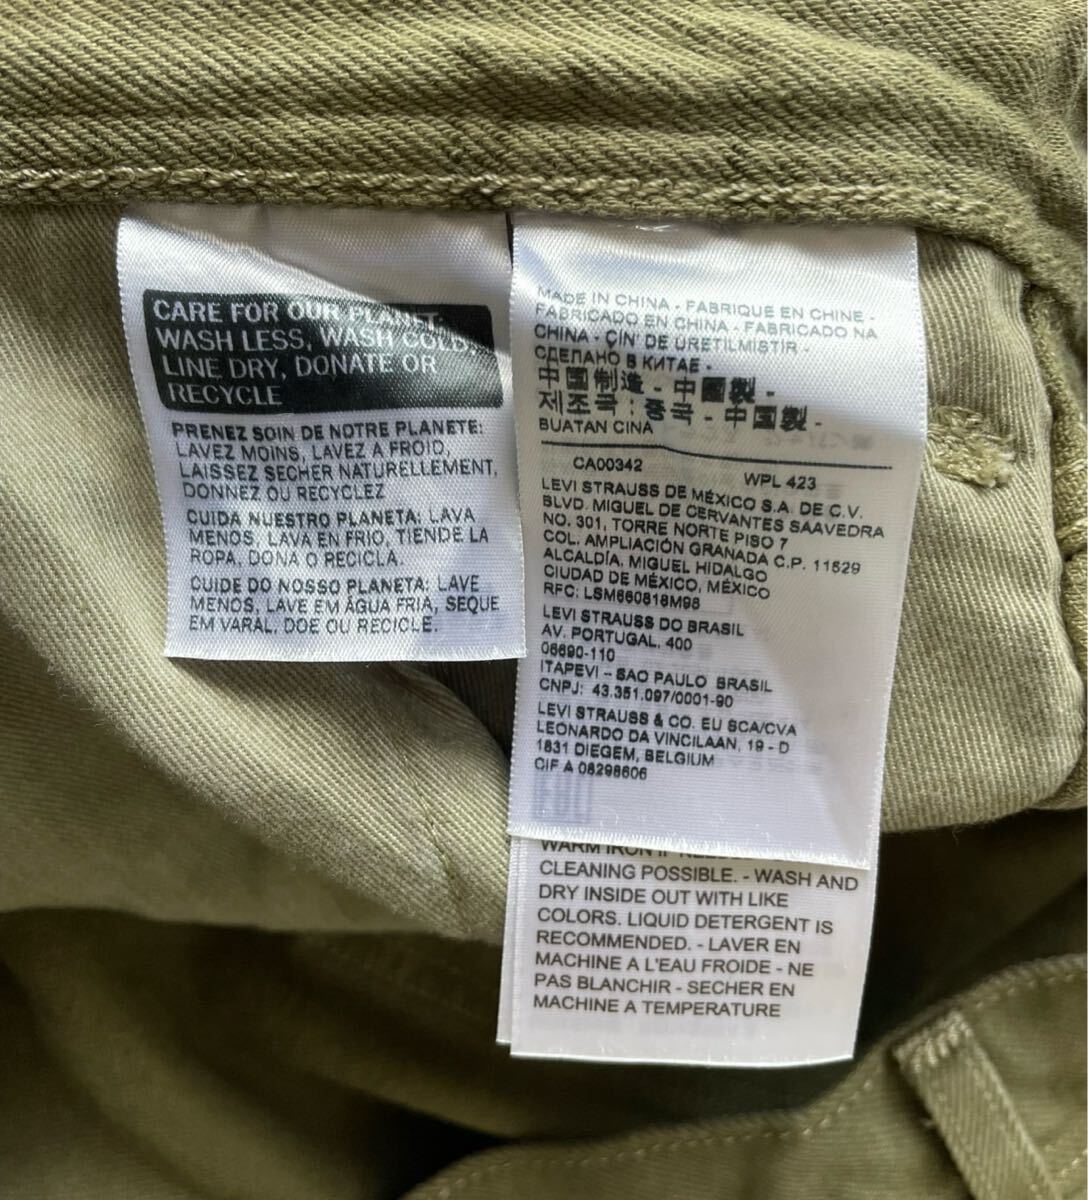 CARE FOR OUR PLANET:
WASH LESS, WASH COLD,
LINE DRY, DONATE OR
RECYCLE
PRENEZ SOIN DE NOTRE PLANETE:
LAVEZ MOINS, LAVEZ A FROID,
LAISSEZ SECHER NATURELLEMENT,
DONNEZ OU RECYCLEZ
CUIDA NUESTRO PLANETA: LAVA
MENOS, LAVA EN FRIO, TIENDE LA
ROPA, DONA O RECICLA.
CUIDE DO NOSSO PLANETA: LAVE
MENOS, LAVE EM ÁGUA FRIA, SEQUE
EM VARAL, DOE OU RECICLE.
MADE IN CHINA - FABRIQUE EN CHINE -
FABRICADO EN CHINA - FABRICADO NA
CHINA - ÇİN' DE ÜRETİLMİŞTİR -
СДЕЛАНО В КИТАЕ -
中国制造 - 中國製 -
제조국 : 중국 - 中國製 -
BUATAN CINA
CA00342 WPL 423
LEVI STRAUSS DE MÉXICO S.A. DE C.V.
BLVD. MIGUEL DE CERVANTES SAAVEDRA
NO. 301, TORRE NORTE PISO 7
COL. AMPLIACIÓN GRANADA C.P. 11529
ALCALDÍA, MIGUEL HIDALGO
CIUDAD DE MÉXICO, MÉXICO
RFC: LSM660818M98
LEVI STRAUSS DO BRASIL
AV. PORTUGAL, 400
06690-110
ITAPEVI - SAO PAULO BRASIL
CNPJ: 43.351.097/0001-90
LEVI STRAUSS & CO. EU SCA/CVA
LEONARDO DA VINCILAAN, 19 - D
1831 DIEGEM, BELGIUM
CIF A 08298606
WARM IRON IF
CLEANING POSSIBLE. - WASH AND
DRY INSIDE OUT WITH LIKE
COLORS. LIQUID DETERGENT IS
RECOMMENDED. - LAVER EN
MACHINE A L'EAU FROIDE - NE
PAS BLANCHIR - SECHER EN
MACHINE A TEMPERATURE